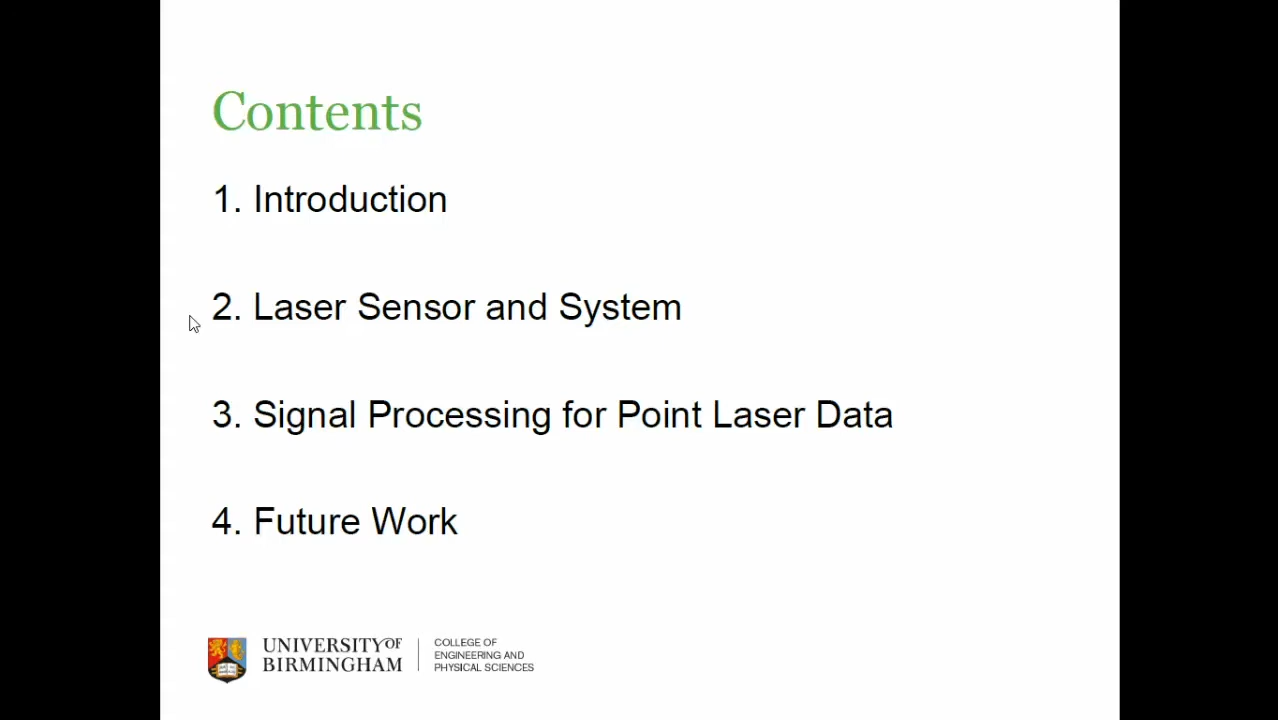 Contents
1. Introduction
2. Laser Sensor and System
3. Signal Processing for Point Laser Data
4. Future Work
UNIVERSITY OF
BIRMINGHAM
COLLEGE OF
ENGINEERING AND
PHYSICAL SCIENCES